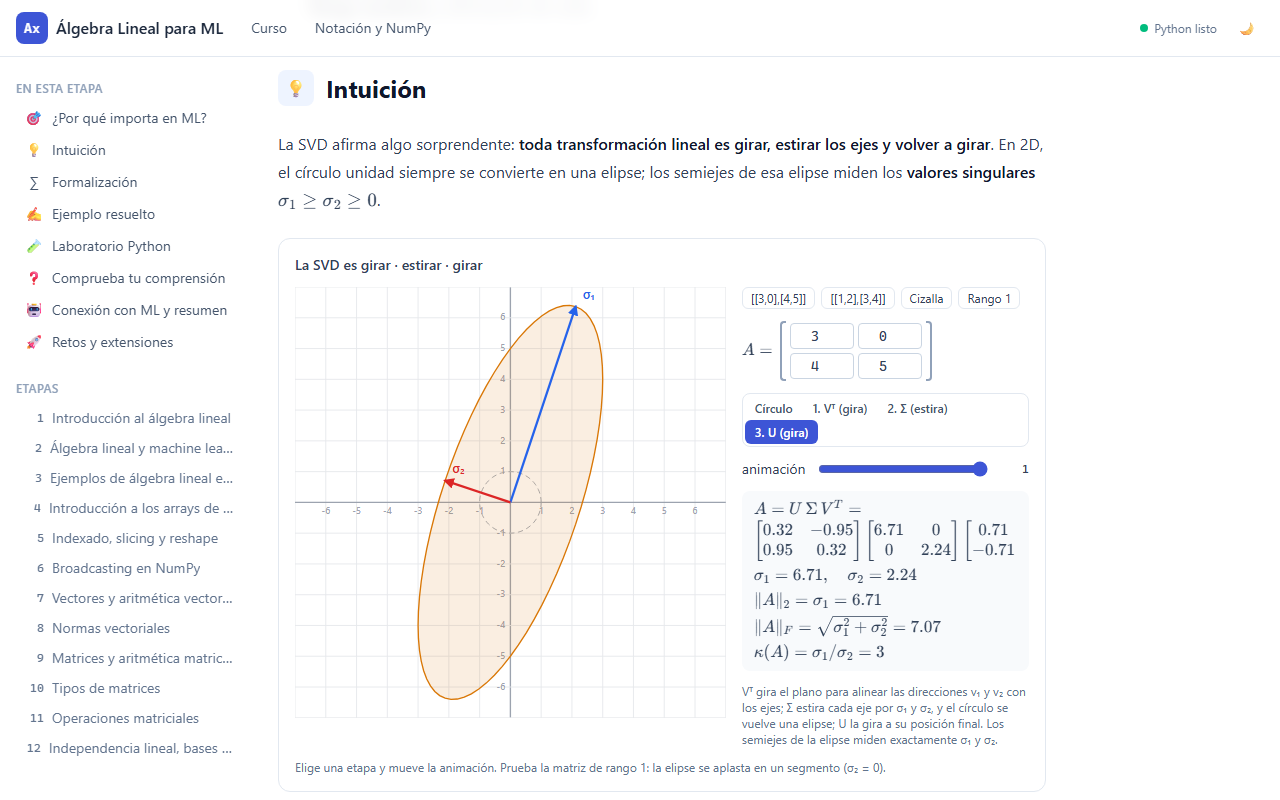 Ax Álgebra Lineal para ML Curso Notación y NumPy Python listo
EN ESTA ETAPA
¿Por qué importa en ML?
Intuición
∑ Formalización
Ejemplo resuelto
Laboratorio Python
Comprueba tu comprensión
Conexión con ML y resumen
Retos y extensiones
ETAPAS
1 Introducción al álgebra lineal
2 Álgebra lineal y machine lea...
3 Ejemplos de álgebra lineal e...
4 Introducción a los arrays de ...
5 Indexado, slicing y reshape
6 Broadcasting en NumPy
7 Vectores y aritmética vector...
8 Normas vectoriales
9 Matrices y aritmética matric...
10 Tipos de matrices
11 Operaciones matriciales
12 Independencia lineal, bases ...
Intuición
La SVD afirma algo sorprendente: toda transformación lineal es girar, estirar los ejes y volver a girar. En 2D,
el círculo unidad siempre se convierte en una elipse; los semiejes de esa elipse miden los valores singulares
σ₁ ≥ σ₂ ≥ 0.
La SVD es girar · estirar · girar
σ₁
σ₂
6
5
4
3
2
1
-6 -5 -4 -3 -2 -1 1 2 3 4 5 6
-1
-2
-3
-4
-5
-6
[[3,0],[4,5]] [[1,2],[3,4]] Cizalla Rango 1
A =
3 0
4 5
Círculo 1. Vᵀ (gira) 2. Σ (estira)
3. U (gira)
animación 1
A = U Σ Vᵀ =
[0.32 −0.95] [6.71 0] [0.71
[0.95 0.32] [0 2.24] [−0.71
σ₁ = 6.71, σ₂ = 2.24
‖A‖₂ = σ₁ = 6.71
‖A‖F = √(σ₁² + σ₂²) = 7.07
κ(A) = σ₁/σ₂ = 3
Vᵀ gira el plano para alinear las direcciones v₁ y v₂ con
los ejes; Σ estira cada eje por σ₁ y σ₂, y el círculo se
vuelve una elipse; U la gira a su posición final. Los
semiejes de la elipse miden exactamente σ₁ y σ₂.
Elige una etapa y mueve la animación. Prueba la matriz de rango 1: la elipse se aplasta en un segmento (σ₂ = 0).